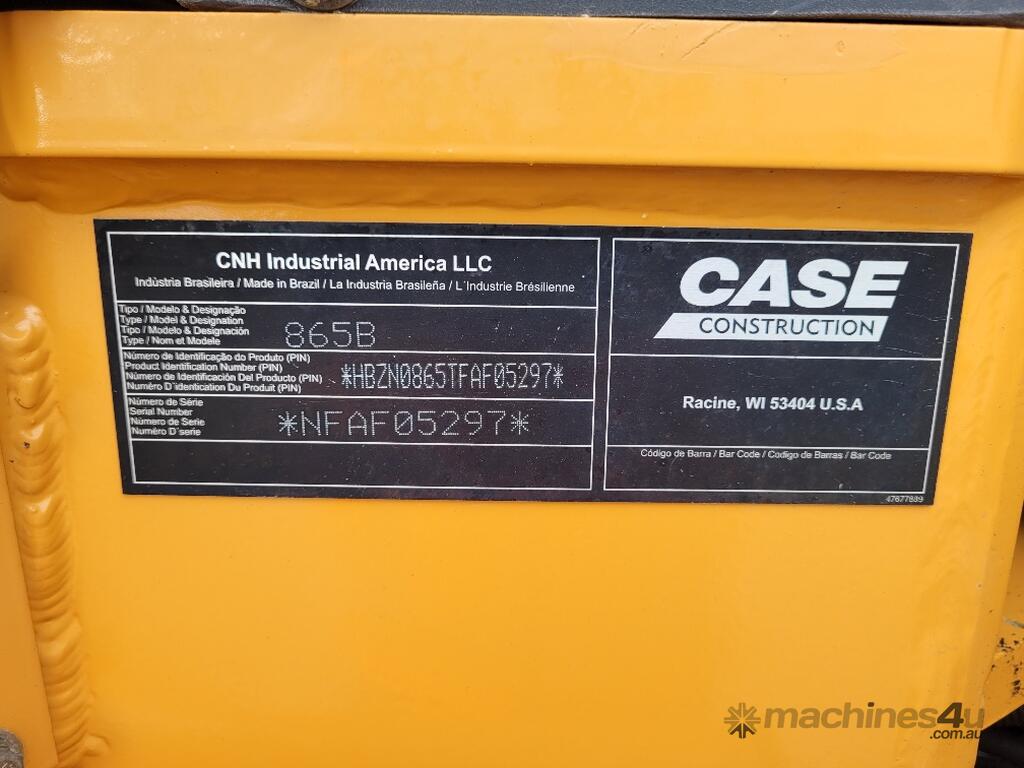 CNH Industrial America LLC
Indústria Brasileira / Made in Brazil / La Industria Brasileña / L´Industrie Brésilienne
Tipo / Modelo & Designação
Type / Model & Designation
Tipo / Modelo & Designación
Type / Nom et Modele
865B
Número de Identificação do Produto (PIN)
Product Identification Number (PIN)
Número de Identificación Del Producto (PIN)
Numéro D´identication Du Produit (PIN)
*HBZN0865TFAF05297*
Número de Série
Serial Number
Número de Serie
Numéro D´serie
*NFAF05297*
CASE
CONSTRUCTION
Racine, WI 53404 U.S.A
Código de Barra / Bar Code / Codigo de Barras / Bar Code
47677889
machines4u
.com.au